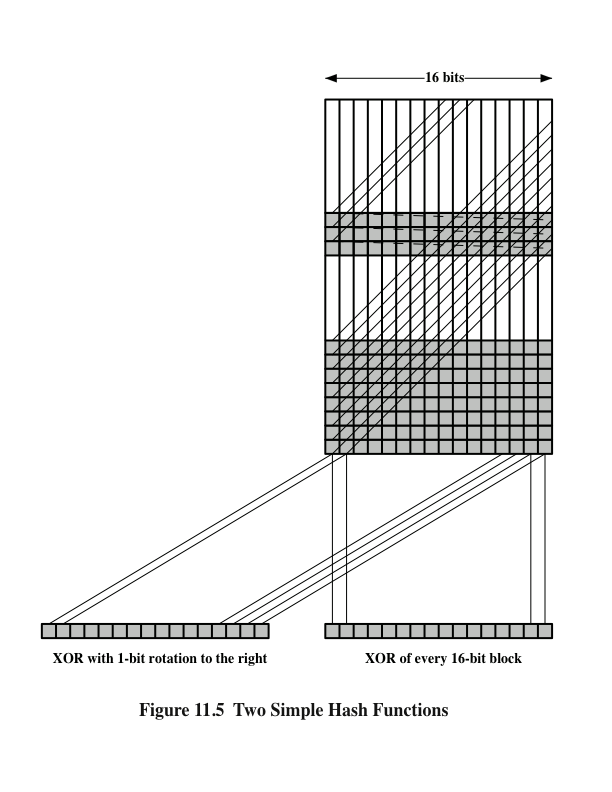 16 bits
XOR with 1-bit rotation to the right
XOR of every 16-bit block
Figure 11.5 Two Simple Hash Functions